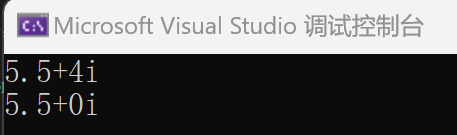 C:\ Microsoft Visual Studio 调试控制台
5.5+4i
5.5+0i